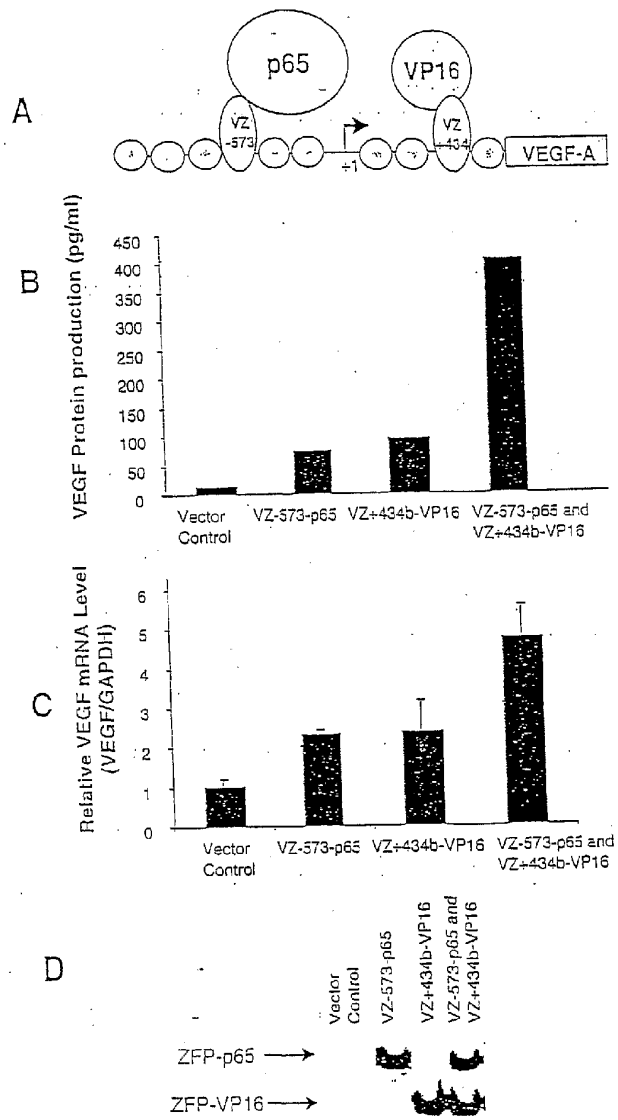 A
p65
VP16
VZ
-573
VZ
+434
+1
VEGF-A
B
VEGF Protein production (pg/ml)
450
400
350
300
250
200
150
100
50
0
Vector
Control
VZ-573-p65
VZ+434b-VP16
VZ-573-p65 and
VZ+434b-VP16
C
Relative VEGF mRNA Level
(VEGF/GAPDH)
6
5
4
3
2
1
0
Vector
Control
VZ-573-p65
VZ+434b-VP16
VZ-573-p65 and
VZ+434b-VP16
D
Vector
Control
VZ-573-p65
VZ+434b-VP16
VZ-573-p65 and
VZ+434b-VP16
ZFP-p65
ZFP-VP16